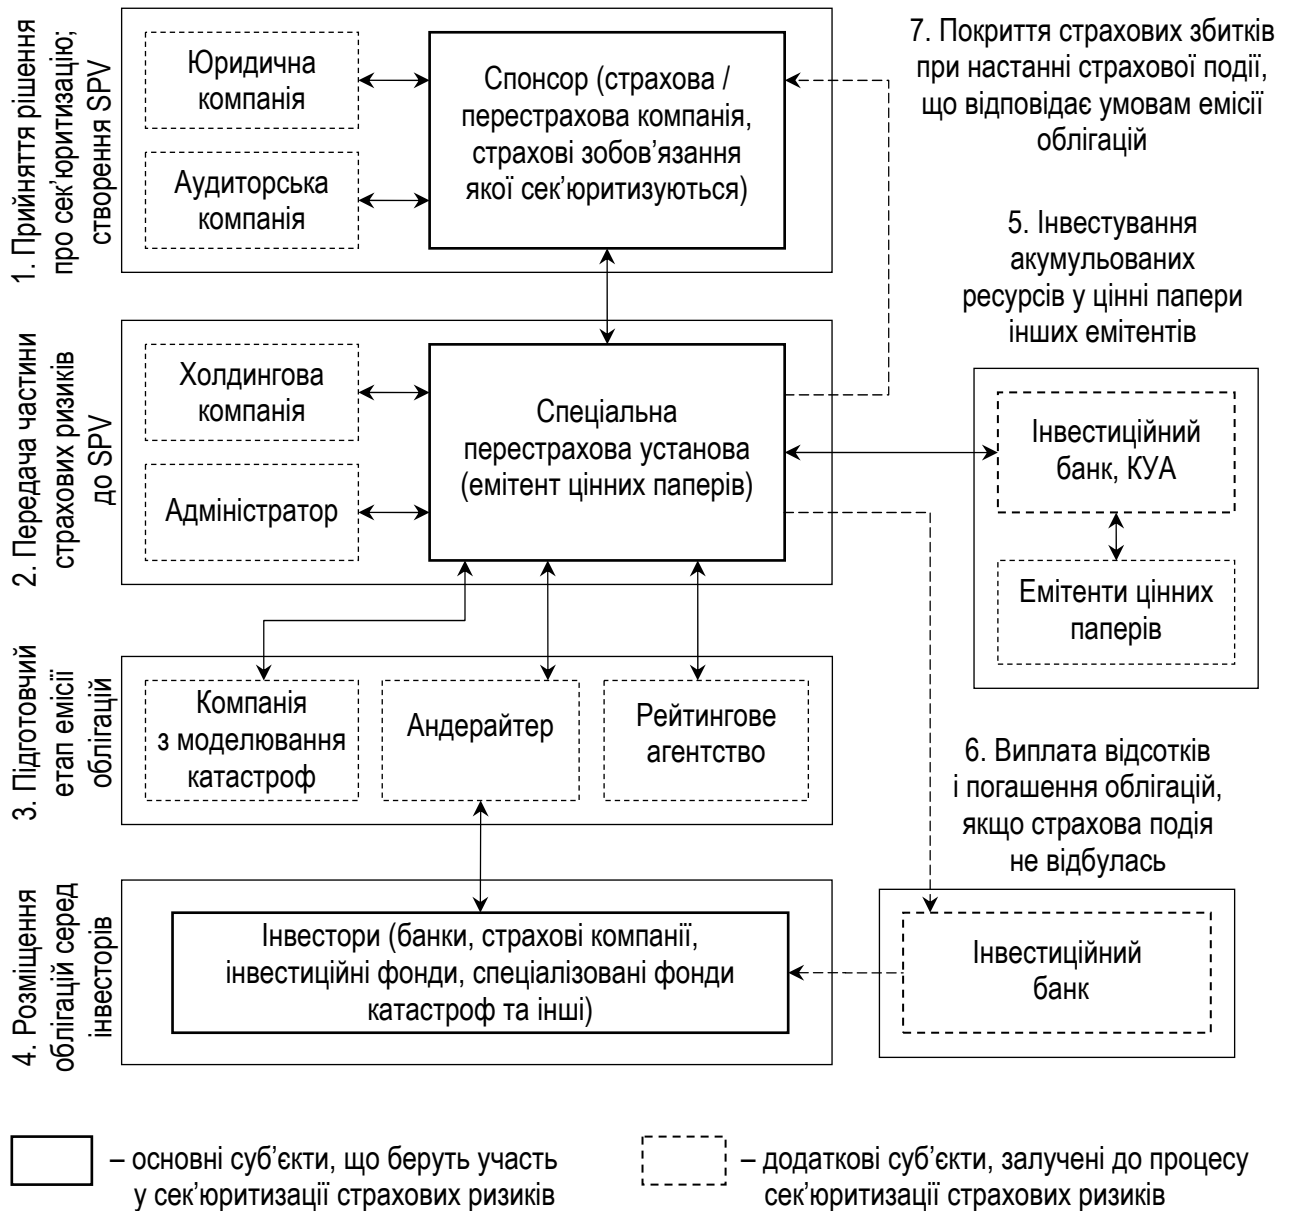 1. Прийняття рішення
про сек’юритизацію;
створення SPV
Юридична
компанія
Аудиторська
компанія
Спонсор (страхова /
перестрахова компанія,
страхові зобов’язання
якої сек’юритизуються)
7. Покриття страхових збитків
при настанні страхової події,
що відповідає умовам емісії
облігацій
5. Інвестування
акумульованих
ресурсів у цінні папери
інших емітентів
2. Передача частини
страхових ризиків
до SPV
Холдингова
компанія
Адміністратор
Спеціальна
перестрахова установа
(емітент цінних паперів)
Інвестиційний
банк, КУА
Емітенти цінних
паперів
3. Підготовчий
етап емісії
облігацій
Компанія
з моделювання
катастроф
Андерайтер
Рейтингове
агентство
6. Виплата відсотків
і погашення облігацій,
якщо страхова подія
не відбулась
4. Розміщення
облігацій серед
інвесторів
Інвестори (банки, страхові компанії,
інвестиційні фонди, спеціалізовані фонди
катастроф та інші)
Інвестиційний
банк
– основні суб’єкти, що беруть участь
у сек’юритизації страхових ризиків
– додаткові суб’єкти, залучені до процесу
сек’юритизації страхових ризиків